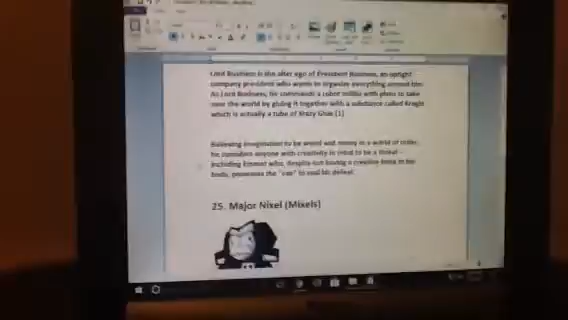 Lord Business is the alter ego of President Business, an uptight
company president who wants to organize everything around him.
As Lord Business, he commands a robot militia with plans to take
over the world by gluing it together with a substance called Kragle
which is actually a tube of Krazy Glue. [1]
Believing imagination to be weird and messy in a world of order,
he considers anyone with creativity in mind to be a threat -
including Emmet who, despite not having a creative bone in his
body, possesses the "cap" to seal his defeat.
25. Major Nixel (Mixels)